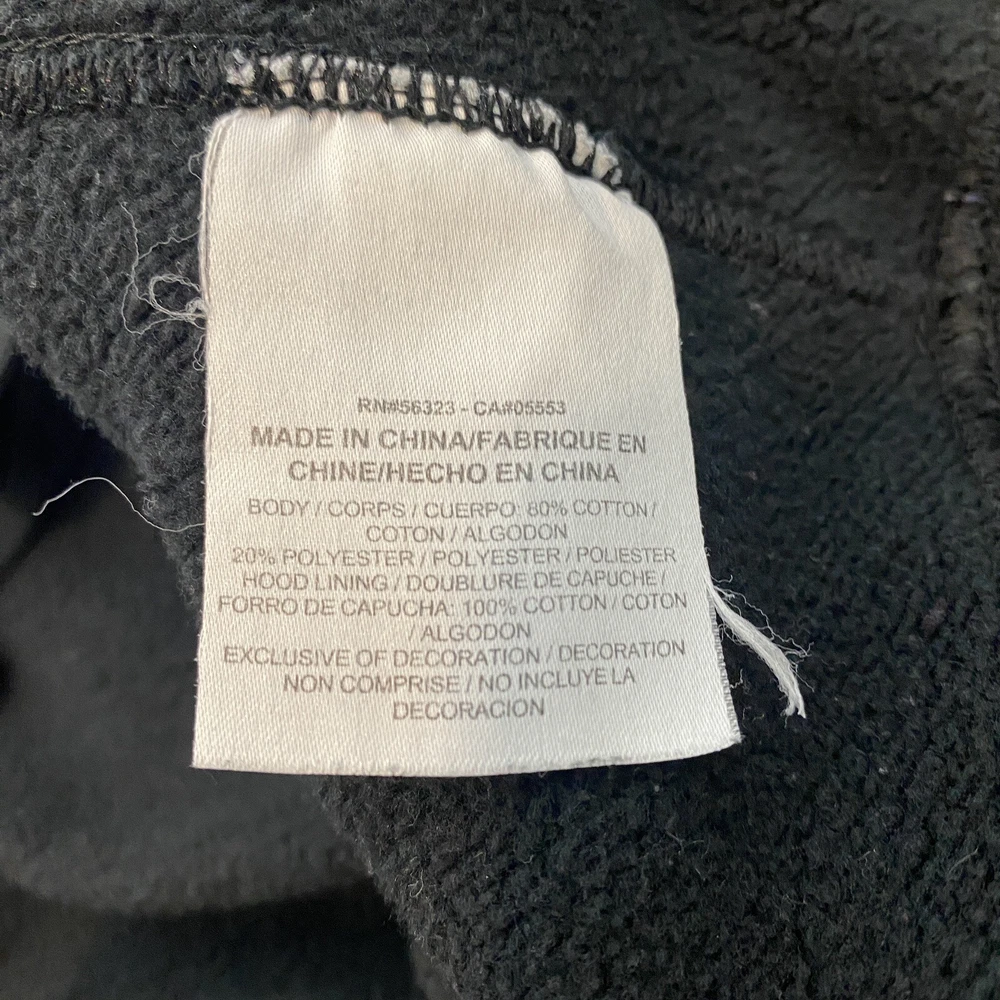 RN#56323 - CA#05553
MADE IN CHINA/FABRIQUE EN
CHINE/HECHO EN CHINA
BODY / CORPS / CUERPO: 80% COTTON /
COTON / ALGODON
20% POLYESTER / POLYESTER / POLIESTER
HOOD LINING / DOUBLURE DE CAPUCHE /
FORRO DE CAPUCHA: 100% COTTON / COTON
/ ALGODON
EXCLUSIVE OF DECORATION / DECORATION
NON COMPRISE / NO INCLUYE LA
DECORACION